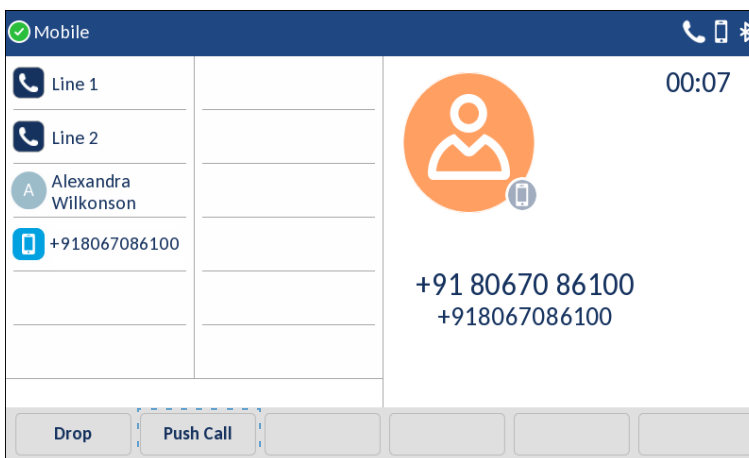 Mobile
Line 1
Line 2
A
Alexandra
Wilkonson
+918067086100
00:07
+91 80670 86100
+918067086100
Drop
Push Call